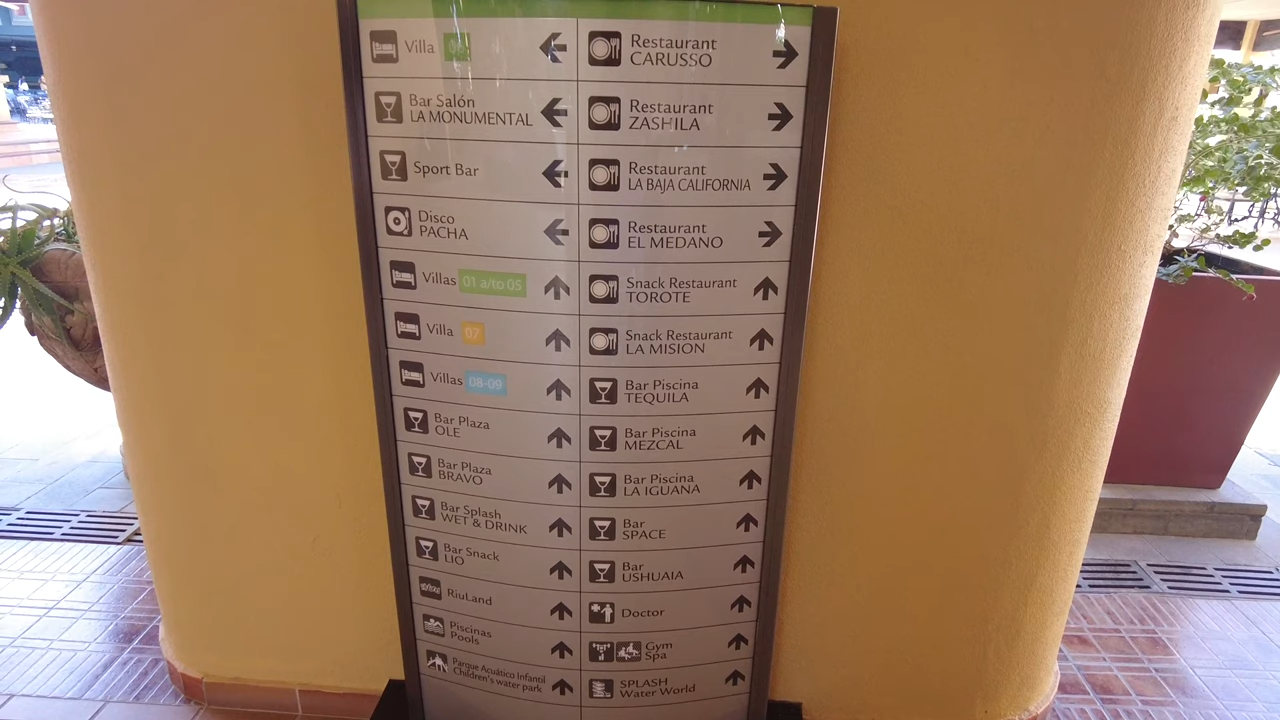 Villa
Bar Salón
LA MONUMENTAL
Sport Bar
Disco
PACHA
Villas 01 a/to 05
Villa 07
Villas 08-09
Bar Plaza
OLE
Bar Plaza
BRAVO
Bar Splash
WET & DRINK
Bar Snack
LIO
RiuLand
Piscinas
Pools
Parque Acuático Infantil
Children's water park
Restaurant
CARUSSO
Restaurant
ZASHILA
Restaurant
LA BAJA CALIFORNIA
Restaurant
EL MEDANO
Snack Restaurant
TOROTE
Snack Restaurant
LA MISION
Bar Piscina
TEQUILA
Bar Piscina
MEZCAL
Bar Piscina
LA IGUANA
Bar
SPACE
Bar
USHUAIA
Doctor
Gym
Spa
SPLASH
Water World